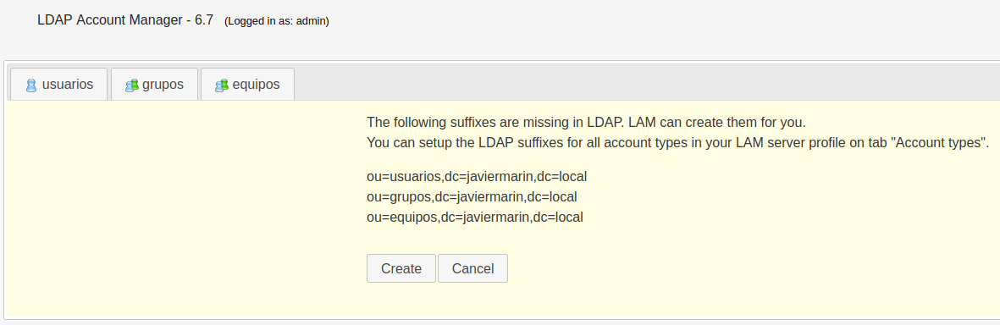 LDAP Account Manager - 6.7 (Logged in as: admin)
usuarios grupos equipos
The following suffixes are missing in LDAP. LAM can create them for you.
You can setup the LDAP suffixes for all account types in your LAM server profile on tab "Account types".
ou=usuarios,dc=javiermarin,dc=local
ou=grupos,dc=javiermarin,dc=local
ou=equipos,dc=javiermarin,dc=local
Create Cancel